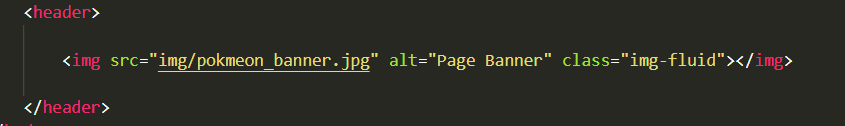 <header>
<img src="img/pokmeon_banner.jpg" alt="Page Banner" class="img-fluid"></img>
</header>